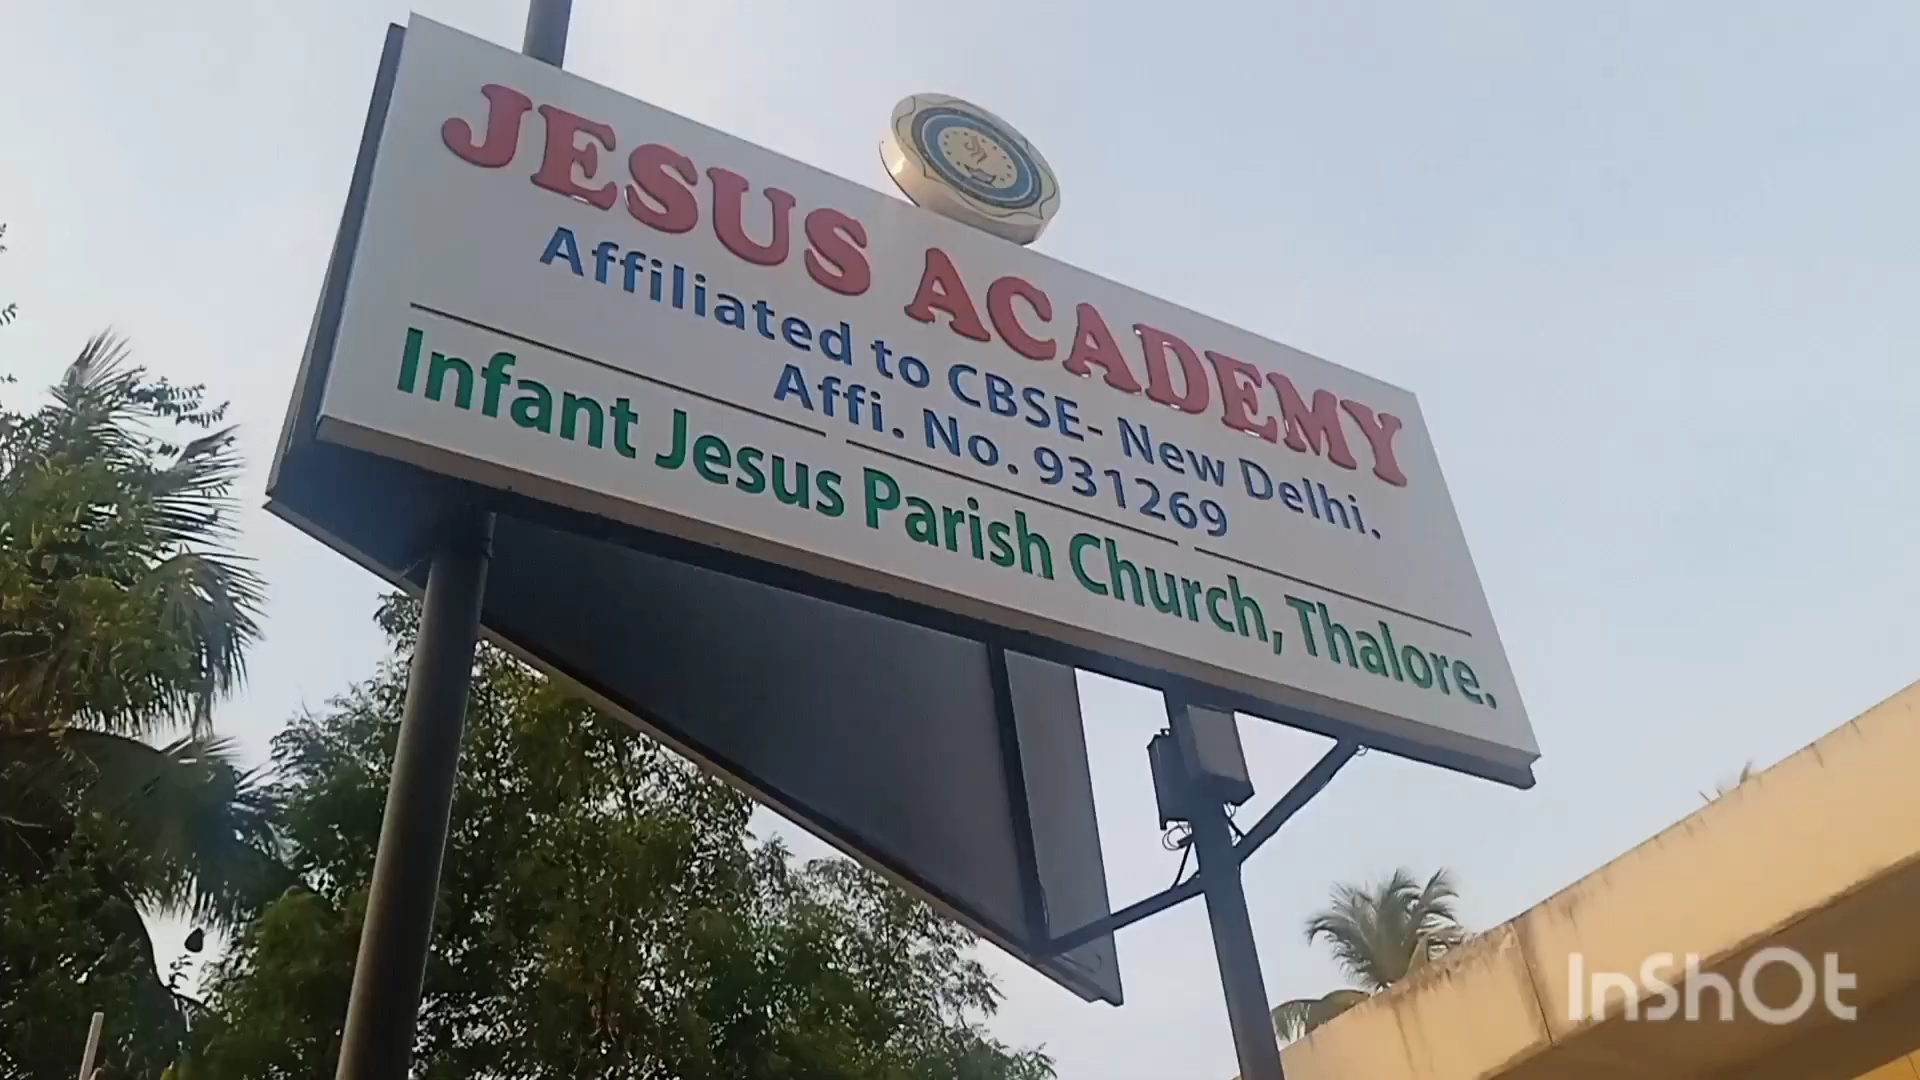 JESUS ACADEMY
Affiliated to CBSE- New Delhi.
Affi. No. 931269
Infant Jesus Parish Church, Thalore.
InShOt